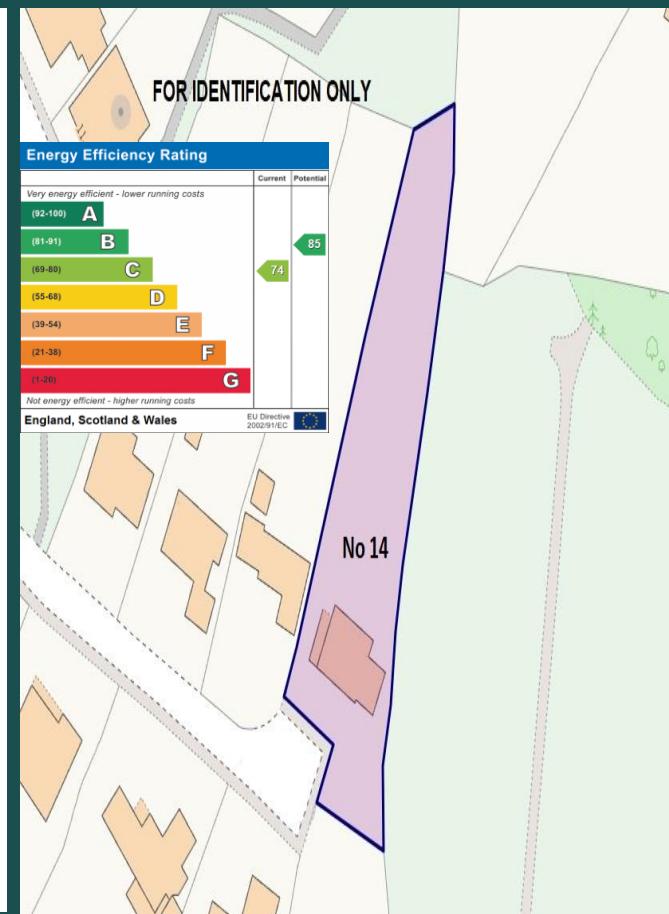 FOR IDENTIFICATION ONLY
Energy Efficiency Rating
Current Potential
Very energy efficient - lower running costs
(92-100) A
(81-91) B 85
(69-80) C 74
(55-68) D
(39-54) E
(21-38) F
(1-20) G
Not energy efficient - higher running costs
England, Scotland & Wales
EU Directive
2002/91/EC
No 14